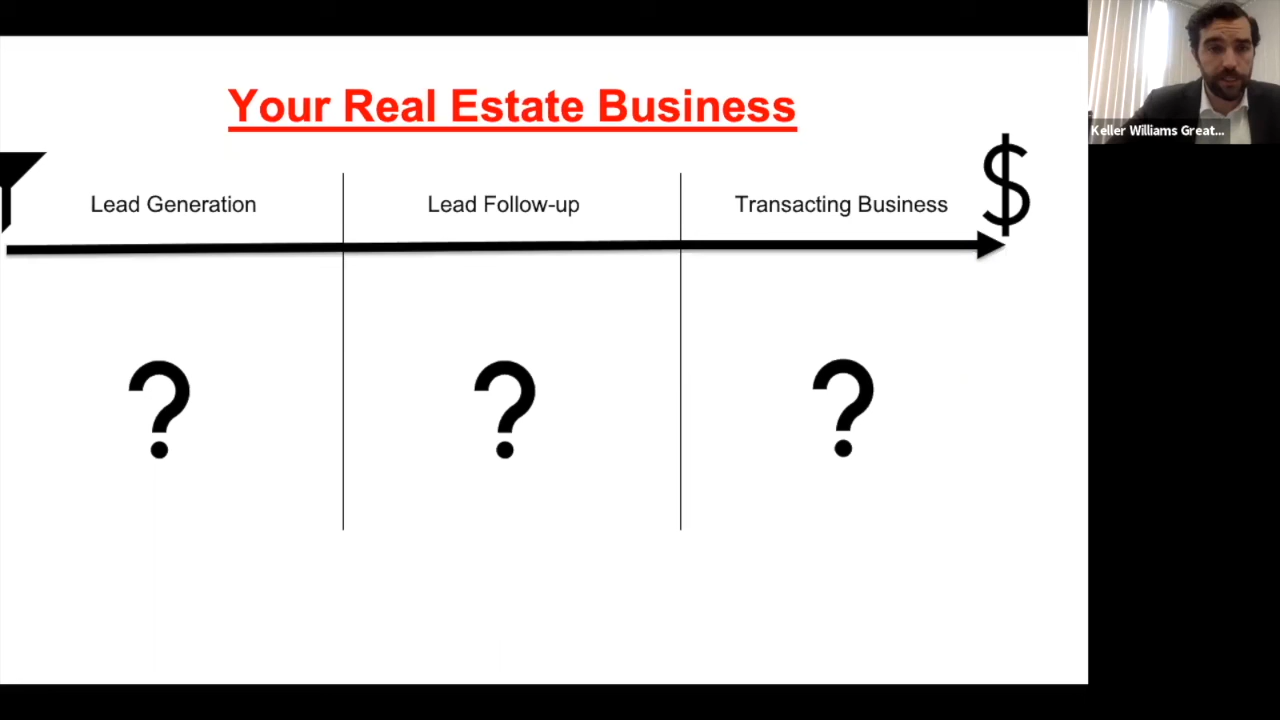 Your Real Estate Business
Lead Generation
Lead Follow-up
Transacting Business
$
? ? ?
Keller Williams Great...